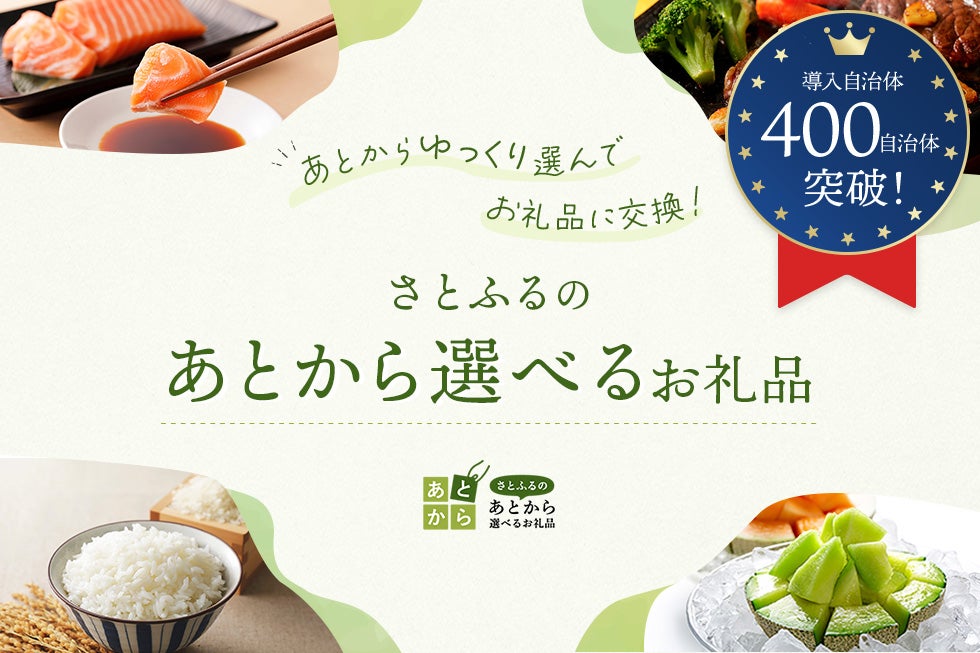 導入自治体
400自治体
突破!
あとからゆっくり選んで
お礼品に交換!
さとふるの
あとから選べるお礼品
あと
から
さとふるの
あとから
選べるお礼品